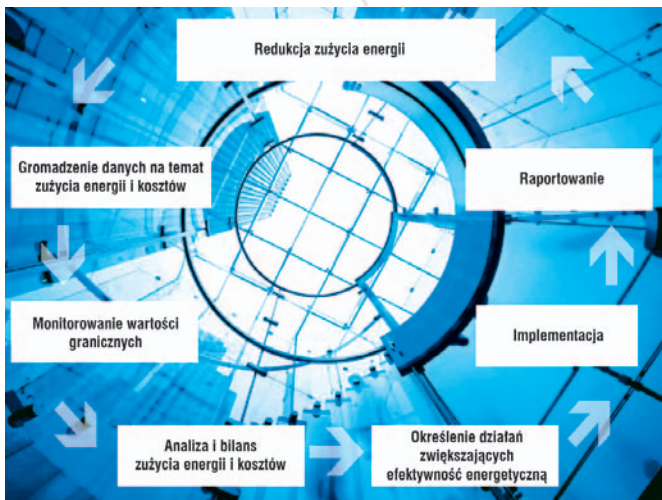 Redukcja zużycia energii
Gromadzenie danych na temat
zużycia energii i kosztów
Monitorowanie wartości
granicznych
Analiza i bilans
zużycia energii i kosztów
Określenie działań
zwiększających
efektywność energetyczną
Implementacja
Raportowanie